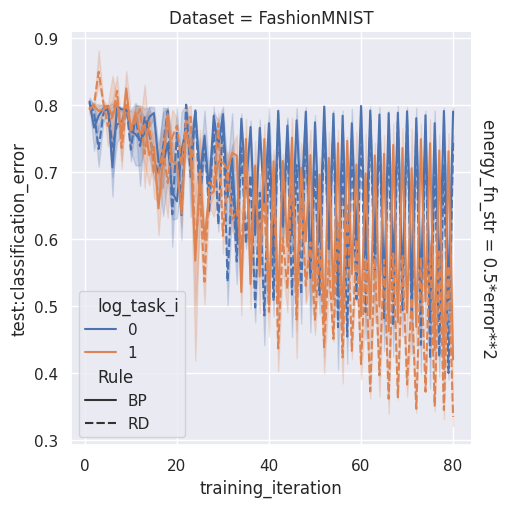 Dataset = FashionMNIST
test:classification_error
0.9
0.8
0.7
0.6
0.5
0.4
0.3
energy_fn_str = 0.5*error**2
log_task_i
0
1
Rule
BP
RD
0
20
40
60
80
training_iteration